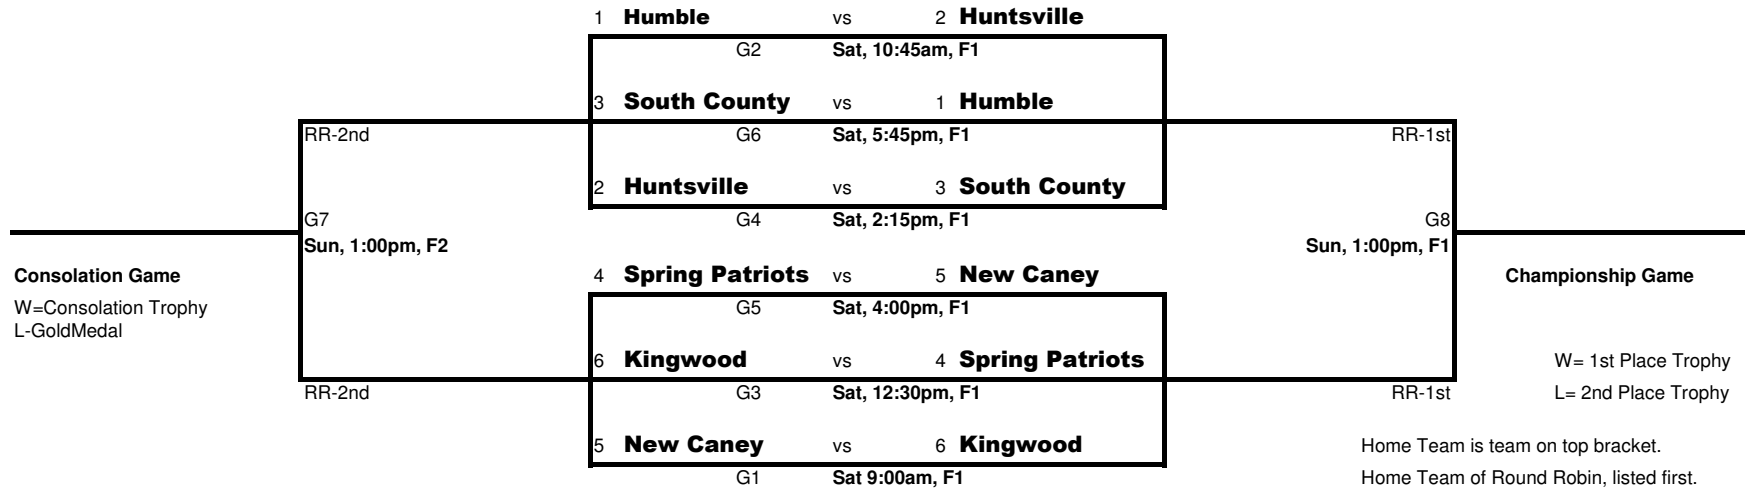 1 Humble vs 2 Huntsville
G2 Sat, 10:45am, F1
3 South County vs 1 Humble
RR-2nd G6 Sat, 5:45pm, F1 RR-1st
2 Huntsville vs 3 South County
G7 G4 Sat, 2:15pm, F1 G8
Sun, 1:00pm, F2 Sun, 1:00pm, F1
Consolation Game 4 Spring Patriots vs 5 New Caney Championship Game
W=Consolation Trophy G5 Sat, 4:00pm, F1
L-GoldMedal
6 Kingwood vs 4 Spring Patriots W= 1st Place Trophy
RR-2nd G3 Sat, 12:30pm, F1 RR-1st L= 2nd Place Trophy
5 New Caney vs 6 Kingwood Home Team is team on top bracket.
G1 Sat 9:00am, F1 Home Team of Round Robin, listed first.